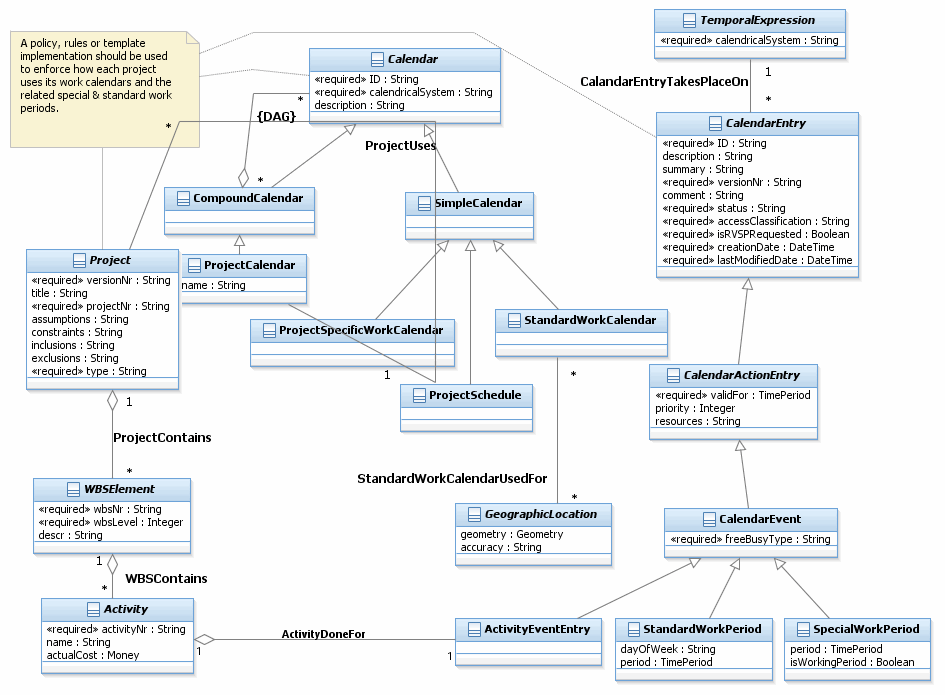 A policy, rules or template
implementation should be used
to enforce how each project
uses its work calendars and the
related special & standard work
periods.
Calendar
«required» ID : String
«required» calendricalSystem : String
description : String
TemporalExpression
«required» calendricalSystem : String
1
CalandarEntryTakesPlaceOn
*
CalendarEntry
«required» ID : String
description : String
summary : String
«required» versionNr : String
comment : String
«required» status : String
«required» accessClassification : String
«required» isRVSPRequested : Boolean
«required» creationDate : DateTime
«required» lastModifiedDate : DateTime
*
{DAG}
*
ProjectUses
*
CompoundCalendar
SimpleCalendar
Project
«required» versionNr : String
title : String
«required» projectNr : String
assumptions : String
constraints : String
inclusions : String
exclusions : String
«required» type : String
ProjectCalendar
name : String
ProjectSpecificWorkCalendar
StandardWorkCalendar
1
*
ProjectSchedule
CalendarActionEntry
«required» validFor : TimePeriod
priority : Integer
resources : String
1
ProjectContains
*
StandardWorkCalendarUsedFor
*
WBSElement
«required» wbsNr : String
«required» wbsLevel : Integer
descr : String
GeographicLocation
geometry : Geometry
accuracy : String
CalendarEvent
«required» freeBusyType : String
1
WBSContains
*
Activity
«required» activityNr : String
name : String
actualCost : Money
1
ActivityDoneFor
1
ActivityEventEntry
StandardWorkPeriod
dayOfWeek : String
period : TimePeriod
SpecialWorkPeriod
period : TimePeriod
isWorkingPeriod : Boolean